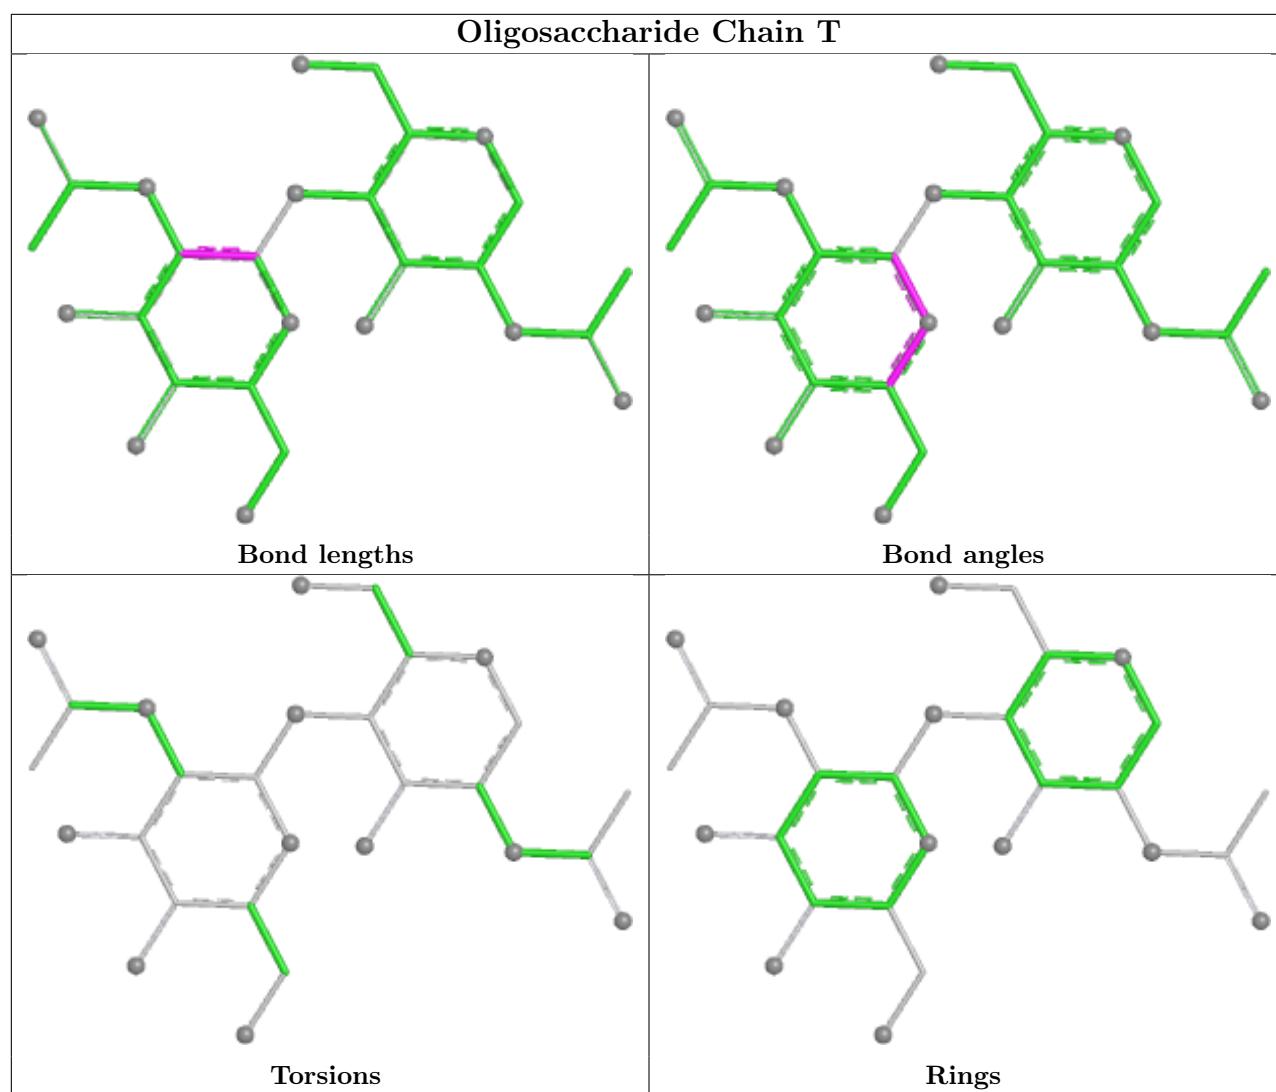 Oligosaccharide Chain T
Bond lengths
Bond angles
Torsions
Rings